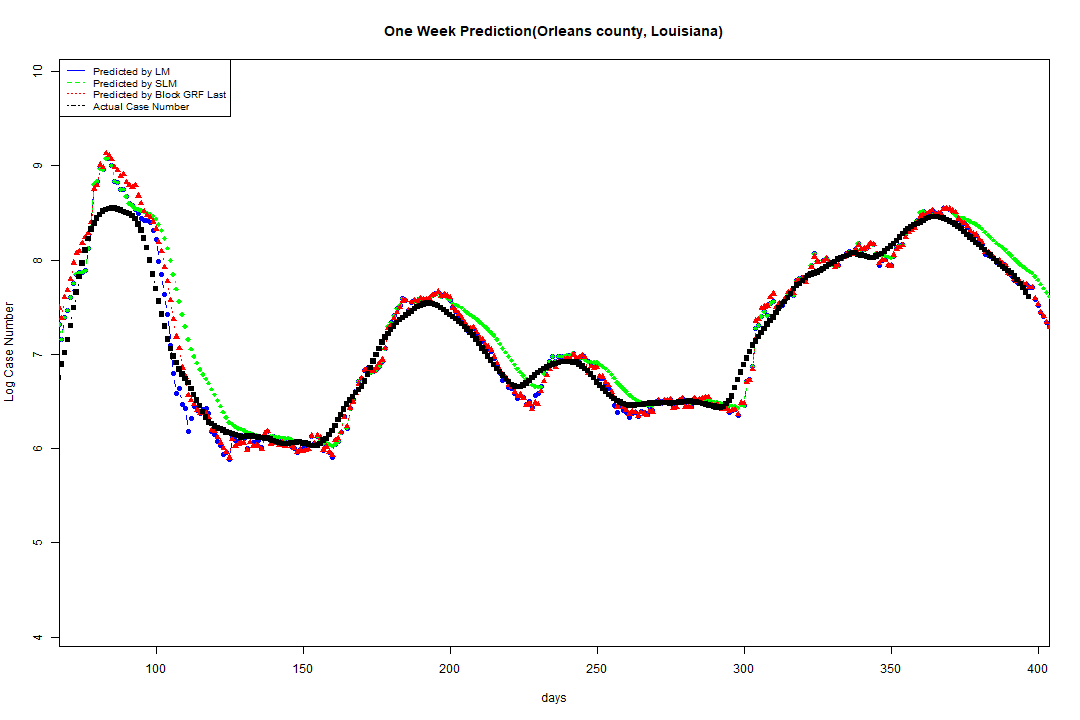 One Week Prediction(Orleans county, Louisiana)
Predicted by LM
Predicted by SLM
Predicted by Block GRF Last
Actual Case Number
10
9
8
7
6
5
4
Log Case Number
100 150 200 250 300 350 400
days